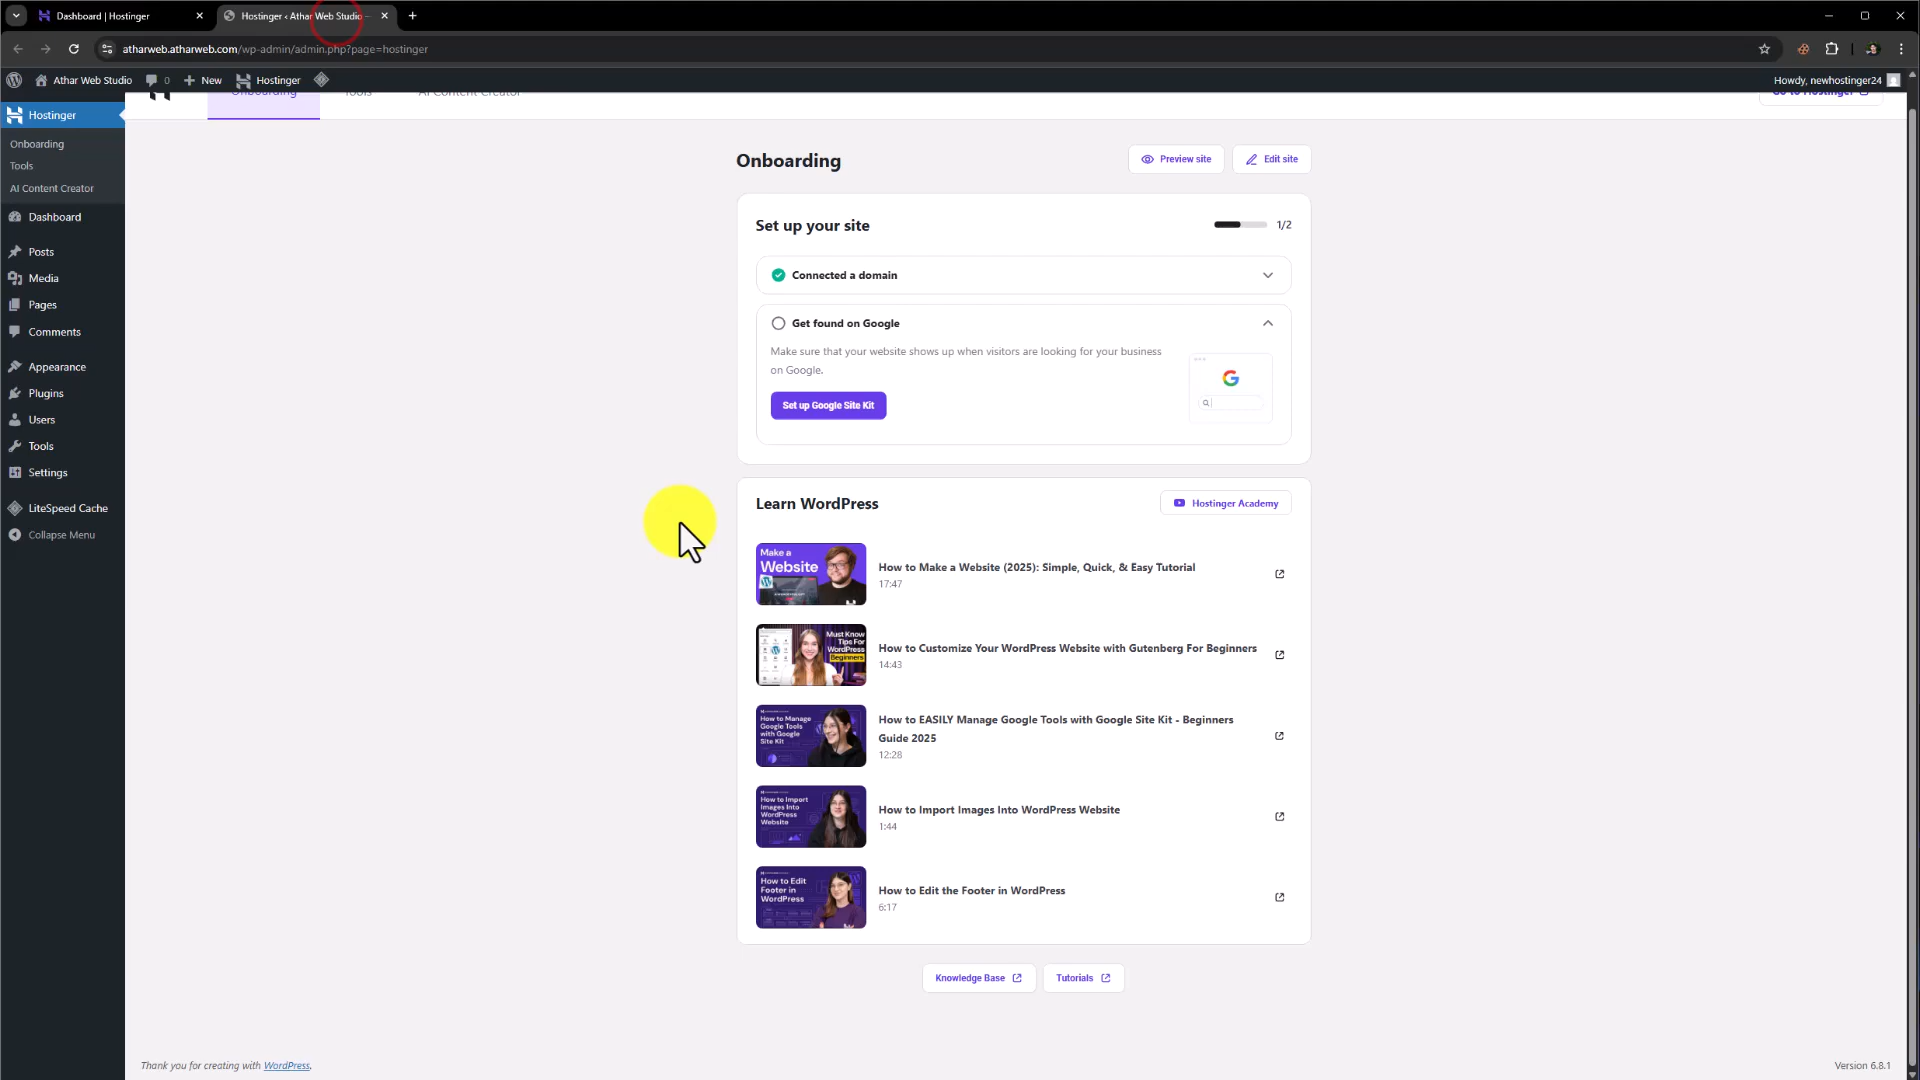 Dashboard | Hostinger
Hostinger ‹ Athar Web Studio –
atharweb.atharweb.com/wp-admin/admin.php?page=hostinger
Athar Web Studio
0
New
Hostinger
Howdy, newhostinger24
Hostinger
Onboarding
Tools
AI Content Creator
Go to Hostinger
Onboarding
Tools
AI Content Creator
Dashboard
Posts
Media
Pages
Comments
Appearance
Plugins
Users
Tools
Settings
LiteSpeed Cache
Collapse Menu
Onboarding
Preview site
Edit site
Set up your site
1/2
Connected a domain
Get found on Google
Make sure that your website shows up when visitors are looking for your business
on Google.
Set up Google Site Kit
Learn WordPress
Hostinger Academy
Make a
Website
How to Make a Website (2025): Simple, Quick, & Easy Tutorial
17:47
Must Know
Tips For
WordPress
Beginners
How to Customize Your WordPress Website with Gutenberg For Beginners
14:43
How to Manage
Google Tools
with Google
Site Kit
How to EASILY Manage Google Tools with Google Site Kit - Beginners
Guide 2025
12:28
How to Import
Images Into
WordPress
Website
How to Import Images Into WordPress Website
1:44
How to Edit
Footer in
WordPress
How to Edit the Footer in WordPress
6:17
Knowledge Base
Tutorials
Thank you for creating with WordPress.
Version 6.8.1